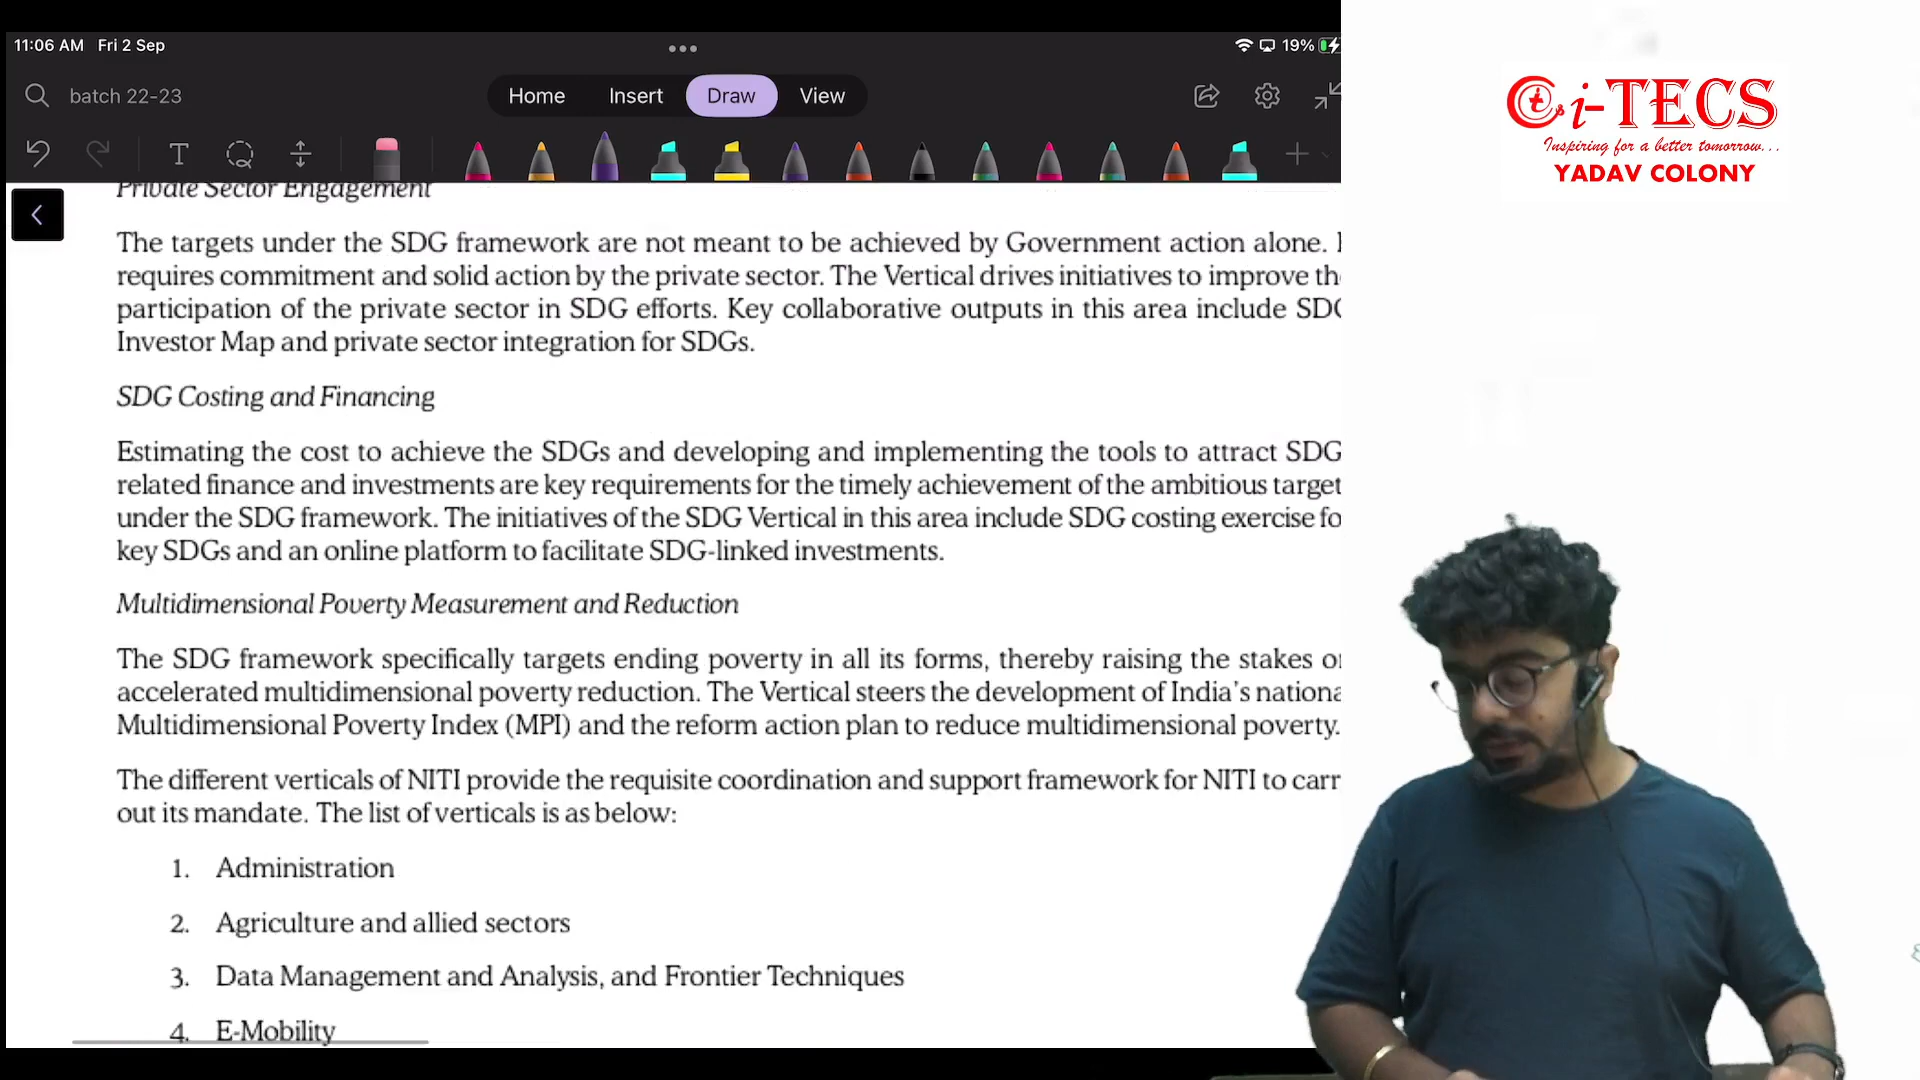 11:06 AM Fri 2 Sep
19%
batch 22-23
Home Insert Draw View
T
Private Sector Engagement
The targets under the SDG framework are not meant to be achieved by Government action alone.
requires commitment and solid action by the private sector. The Vertical drives initiatives to improve
participation of the private sector in SDG efforts. Key collaborative outputs in this area include
Investor Map and private sector integration for SDGs.
SDG Costing and Financing
Estimating the cost to achieve the SDGs and developing and implementing the tools to attract SDG
related finance and investments are key requirements for the timely achievement of the ambitious target
under the SDG framework. The initiatives of the SDG Vertical in this area include SDG costing exercise fo
key SDGs and an online platform to facilitate SDG-linked investments.
Multidimensional Poverty Measurement and Reduction
The SDG framework specifically targets ending poverty in all its forms, thereby raising the stakes
accelerated multidimensional poverty reduction. The Vertical steers the development of India's nationa
Multidimensional Poverty Index (MPI) and the reform action plan to reduce multidimensional poverty.
The different verticals of NITI provide the requisite coordination and support framework for NITI to carr
out its mandate. The list of verticals is as below:
1. Administration
2. Agriculture and allied sectors
3. Data Management and Analysis, and Frontier Techniques
4. E-Mobility
i-TECS
Inspiring for a better tomorrow...
YADAV COLONY